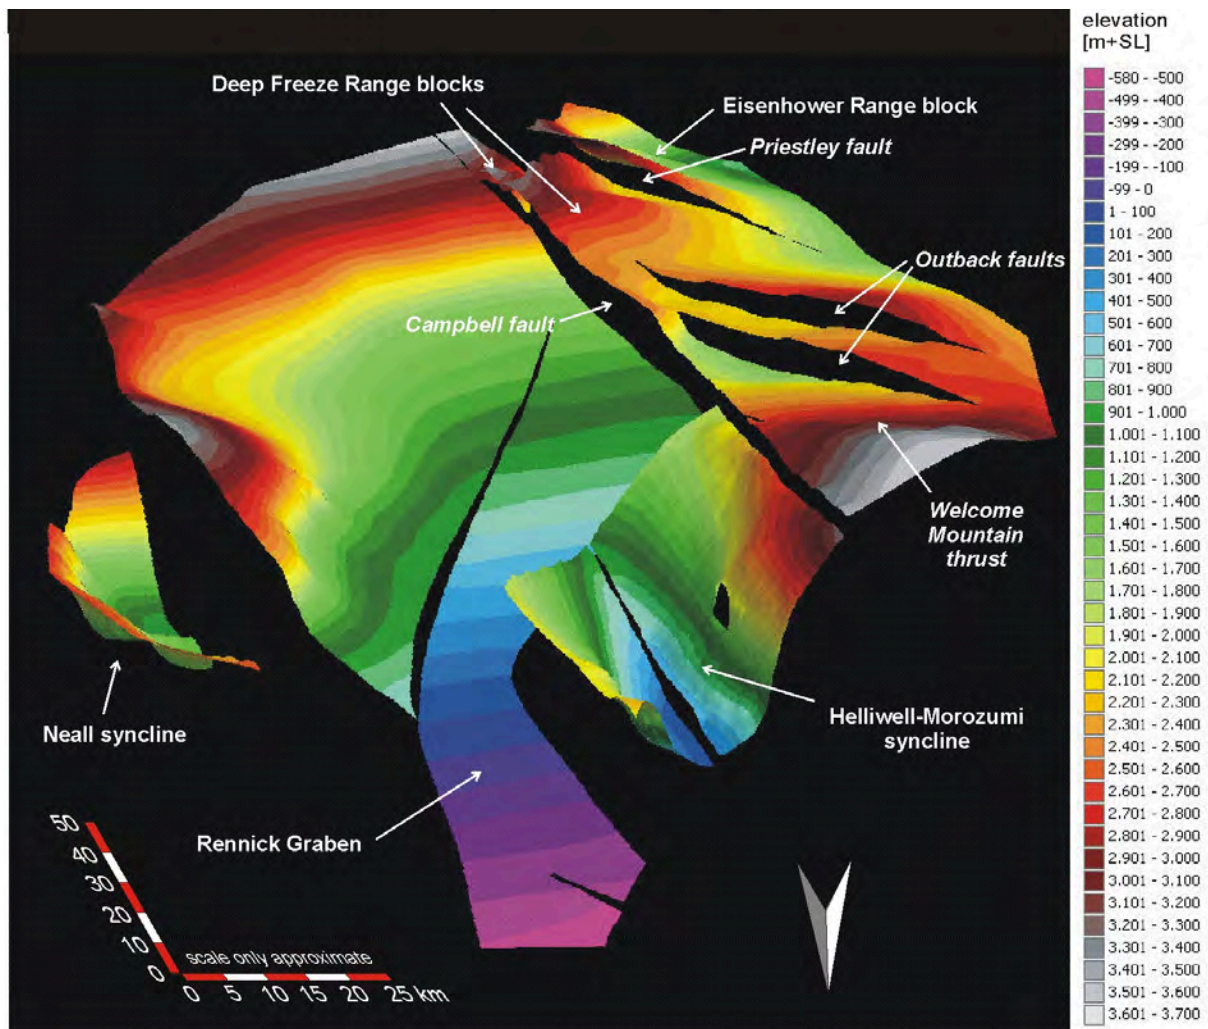 elevation
[m+SL]
Deep Freeze Range blocks
Eisenhower Range block
Priestley fault
Outback faults
Campbell fault
Welcome
Mountain
thrust
Neall syncline
Helliwell-Morozumi
syncline
Rennick Graben
50
40
30
20
10
0
scale only approximate
0 5 10 15 20 25 km
-580 - -500
-499 - -400
-399 - -300
-299 - -200
-199 - -100
-99 - 0
1 - 100
101 - 200
201 - 300
301 - 400
401 - 500
501 - 600
601 - 700
701 - 800
801 - 900
901 - 1.000
1.001 - 1.100
1.101 - 1.200
1.201 - 1.300
1.301 - 1.400
1.401 - 1.500
1.501 - 1.600
1.601 - 1.700
1.701 - 1.800
1.801 - 1.900
1.901 - 2.000
2.001 - 2.100
2.101 - 2.200
2.201 - 2.300
2.301 - 2.400
2.401 - 2.500
2.501 - 2.600
2.601 - 2.700
2.701 - 2.800
2.801 - 2.900
2.901 - 3.000
3.001 - 3.100
3.101 - 3.200
3.201 - 3.300
3.301 - 3.400
3.401 - 3.500
3.501 - 3.600
3.601 - 3.700